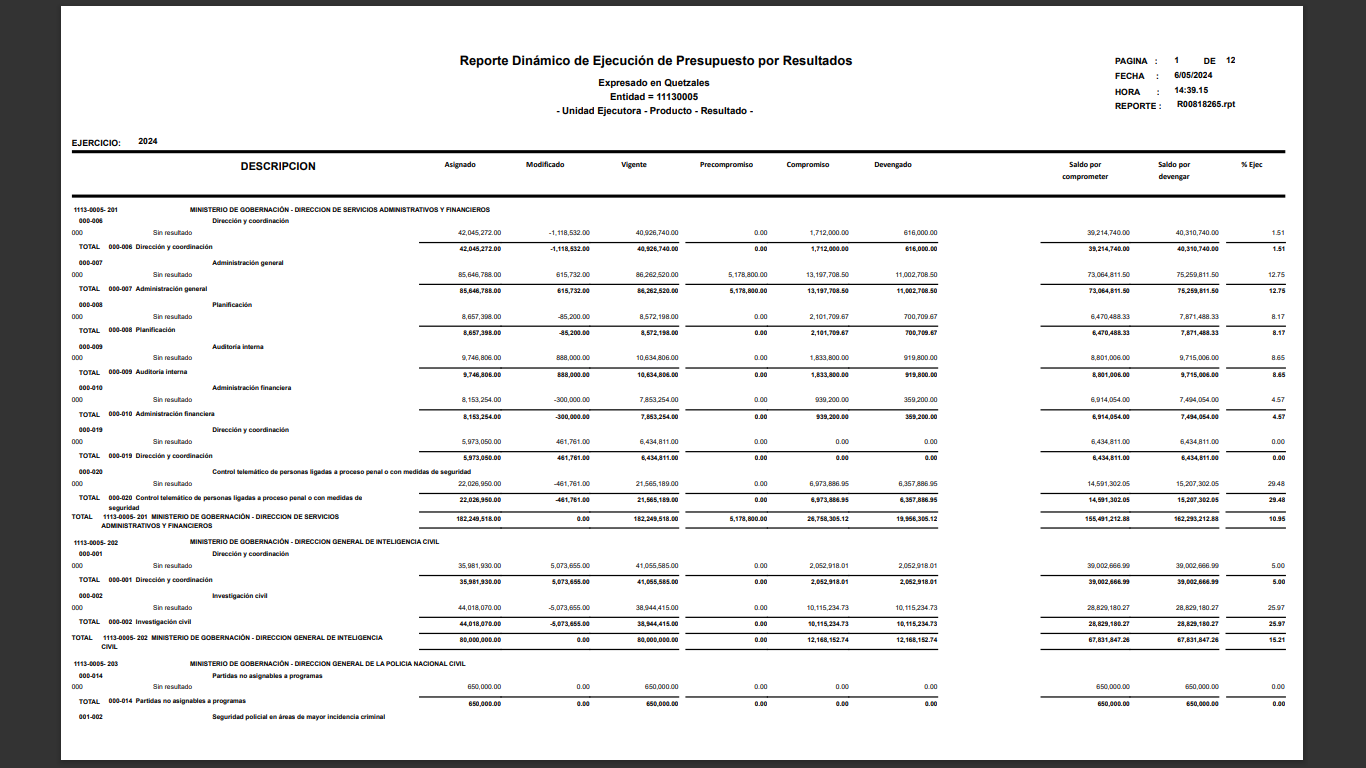 Reporte Dinámico de Ejecución de Presupuesto por Resultados
Expresado en Quetzales
Entidad = 11130005
- Unidad Ejecutora - Producto - Resultado -
PAGINA : 1 DE 12
FECHA : 6/05/2024
HORA : 14:39.15
REPORTE : R00818265.rpt
EJERCICIO: 2024
DESCRIPCION Asignado Modificado Vigente Precompromiso Compromiso Devengado Saldo por comprometer Saldo por devengar % Ejec
1113-0005- 201 MINISTERIO DE GOBERNACIÓN - DIRECCION DE SERVICIOS ADMINISTRATIVOS Y FINANCIEROS
000-006 Dirección y coordinación
000 Sin resultado 42,045,272.00 -1,118,532.00 40,926,740.00 0.00 1,712,000.00 616,000.00 39,214,740.00 40,310,740.00 1.51
TOTAL 000-006 Dirección y coordinación 42,045,272.00 -1,118,532.00 40,926,740.00 0.00 1,712,000.00 616,000.00 39,214,740.00 40,310,740.00 1.51
000-007 Administración general
000 Sin resultado 85,646,788.00 615,732.00 86,262,520.00 5,178,800.00 13,197,708.50 11,002,708.50 73,064,811.50 75,259,811.50 12.75
TOTAL 000-007 Administración general 85,646,788.00 615,732.00 86,262,520.00 5,178,800.00 13,197,708.50 11,002,708.50 73,064,811.50 75,259,811.50 12.75
000-008 Planificación
000 Sin resultado 8,657,398.00 -85,200.00 8,572,198.00 0.00 2,101,709.67 700,709.67 6,470,488.33 7,871,488.33 8.17
TOTAL 000-008 Planificación 8,657,398.00 -85,200.00 8,572,198.00 0.00 2,101,709.67 700,709.67 6,470,488.33 7,871,488.33 8.17
000-009 Auditoría interna
000 Sin resultado 9,746,806.00 888,000.00 10,634,806.00 0.00 1,833,800.00 919,800.00 8,801,006.00 9,715,006.00 8.65
TOTAL 000-009 Auditoría interna 9,746,806.00 888,000.00 10,634,806.00 0.00 1,833,800.00 919,800.00 8,801,006.00 9,715,006.00 8.65
000-010 Administración financiera
000 Sin resultado 8,153,254.00 -300,000.00 7,853,254.00 0.00 939,200.00 359,200.00 6,914,054.00 7,494,054.00 4.57
TOTAL 000-010 Administración financiera 8,153,254.00 -300,000.00 7,853,254.00 0.00 939,200.00 359,200.00 6,914,054.00 7,494,054.00 4.57
000-019 Dirección y coordinación
000 Sin resultado 5,973,050.00 461,761.00 6,434,811.00 0.00 0.00 0.00 6,434,811.00 6,434,811.00 0.00
TOTAL 000-019 Dirección y coordinación 5,973,050.00 461,761.00 6,434,811.00 0.00 0.00 0.00 6,434,811.00 6,434,811.00 0.00
000-020 Control telemático de personas ligadas a proceso penal o con medidas de seguridad
000 Sin resultado 22,026,950.00 -461,761.00 21,565,189.00 0.00 6,973,886.95 6,357,886.95 14,591,302.05 15,207,302.05 29.48
TOTAL 000-020 Control telemático de personas ligadas a proceso penal o con medidas de 22,026,950.00 -461,761.00 21,565,189.00 0.00 6,973,886.95 6,357,886.95 14,591,302.05 15,207,302.05 29.48
seguridad
TOTAL 1113-0005- 201 MINISTERIO DE GOBERNACIÓN - DIRECCION DE SERVICIOS 182,249,518.00 0.00 182,249,518.00 5,178,800.00 26,758,305.12 19,956,305.12 155,491,212.88 162,293,212.88 10.95
ADMINISTRATIVOS Y FINANCIEROS
1113-0005- 202 MINISTERIO DE GOBERNACIÓN - DIRECCION GENERAL DE INTELIGENCIA CIVIL
000-001 Dirección y coordinación
000 Sin resultado 35,981,930.00 5,073,655.00 41,055,585.00 0.00 2,052,918.01 2,052,918.01 39,002,666.99 39,002,666.99 5.00
TOTAL 000-001 Dirección y coordinación 35,981,930.00 5,073,655.00 41,055,585.00 0.00 2,052,918.01 2,052,918.01 39,002,666.99 39,002,666.99 5.00
000-002 Investigación civil
000 Sin resultado 44,018,070.00 -5,073,655.00 38,944,415.00 0.00 10,115,234.73 10,115,234.73 28,829,180.27 28,829,180.27 25.97
TOTAL 000-002 Investigación civil 44,018,070.00 -5,073,655.00 38,944,415.00 0.00 10,115,234.73 10,115,234.73 28,829,180.27 28,829,180.27 25.97
TOTAL 1113-0005- 202 MINISTERIO DE GOBERNACIÓN - DIRECCION GENERAL DE INTELIGENCIA 80,000,000.00 0.00 80,000,000.00 0.00 12,168,152.74 12,168,152.74 67,831,847.26 67,831,847.26 15.21
CIVIL
1113-0005- 203 MINISTERIO DE GOBERNACIÓN - DIRECCION GENERAL DE LA POLICIA NACIONAL CIVIL
000-014 Partidas no asignables a programas
000 Sin resultado 650,000.00 0.00 650,000.00 0.00 0.00 0.00 650,000.00 650,000.00 0.00
TOTAL 000-014 Partidas no asignables a programas 650,000.00 0.00 650,000.00 0.00 0.00 0.00 650,000.00 650,000.00 0.00
001-002 Seguridad policial en áreas de mayor incidencia criminal